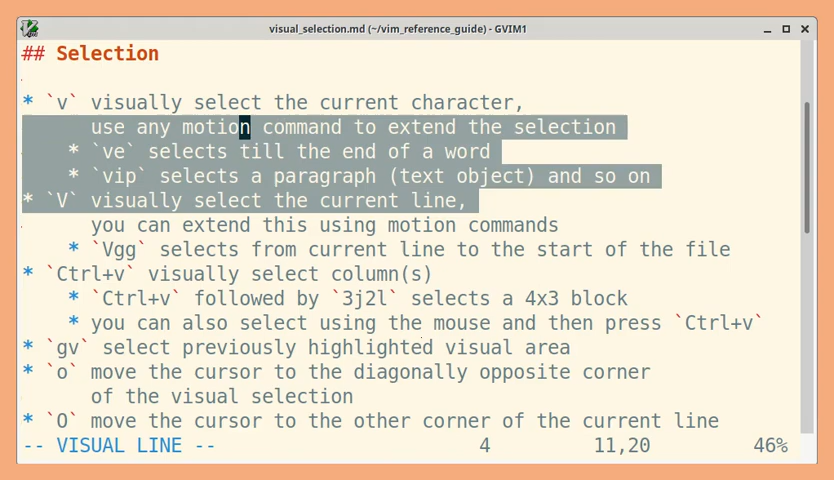 visual_selection.md (~/vim_reference_guide) - GVIM1
## Selection
* `v` visually select the current character,
use any motion command to extend the selection
* `ve` selects till the end of a word
* `vip` selects a paragraph (text object) and so on
* `V` visually select the current line,
you can extend this using motion commands
* `Vgg` selects from current line to the start of the file
* `Ctrl+v` visually select column(s)
* `Ctrl+v` followed by `3j2l` selects a 4x3 block
* you can also select using the mouse and then press `Ctrl+v`
* `gv` select previously highlighted visual area
* `o` move the cursor to the diagonally opposite corner
of the visual selection
* `O` move the cursor to the other corner of the current line
-- VISUAL LINE -- 4 11,20 46%